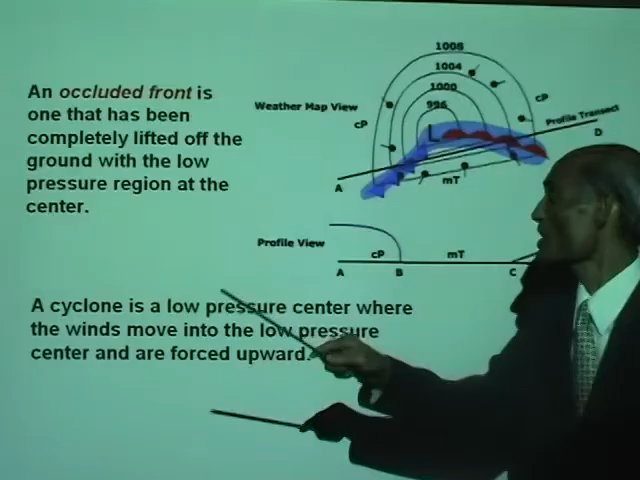 An occluded front is
one that has been
completely lifted off the
ground with the low
pressure region at the
center.
Weather Map View
1008
1004
1000
996
L
cP
cP
Profile Transect
A
mT
D
Profile View
cP
mT
A
B
C
A cyclone is a low pressure center where
the winds move into the low pressure
center and are forced upward.